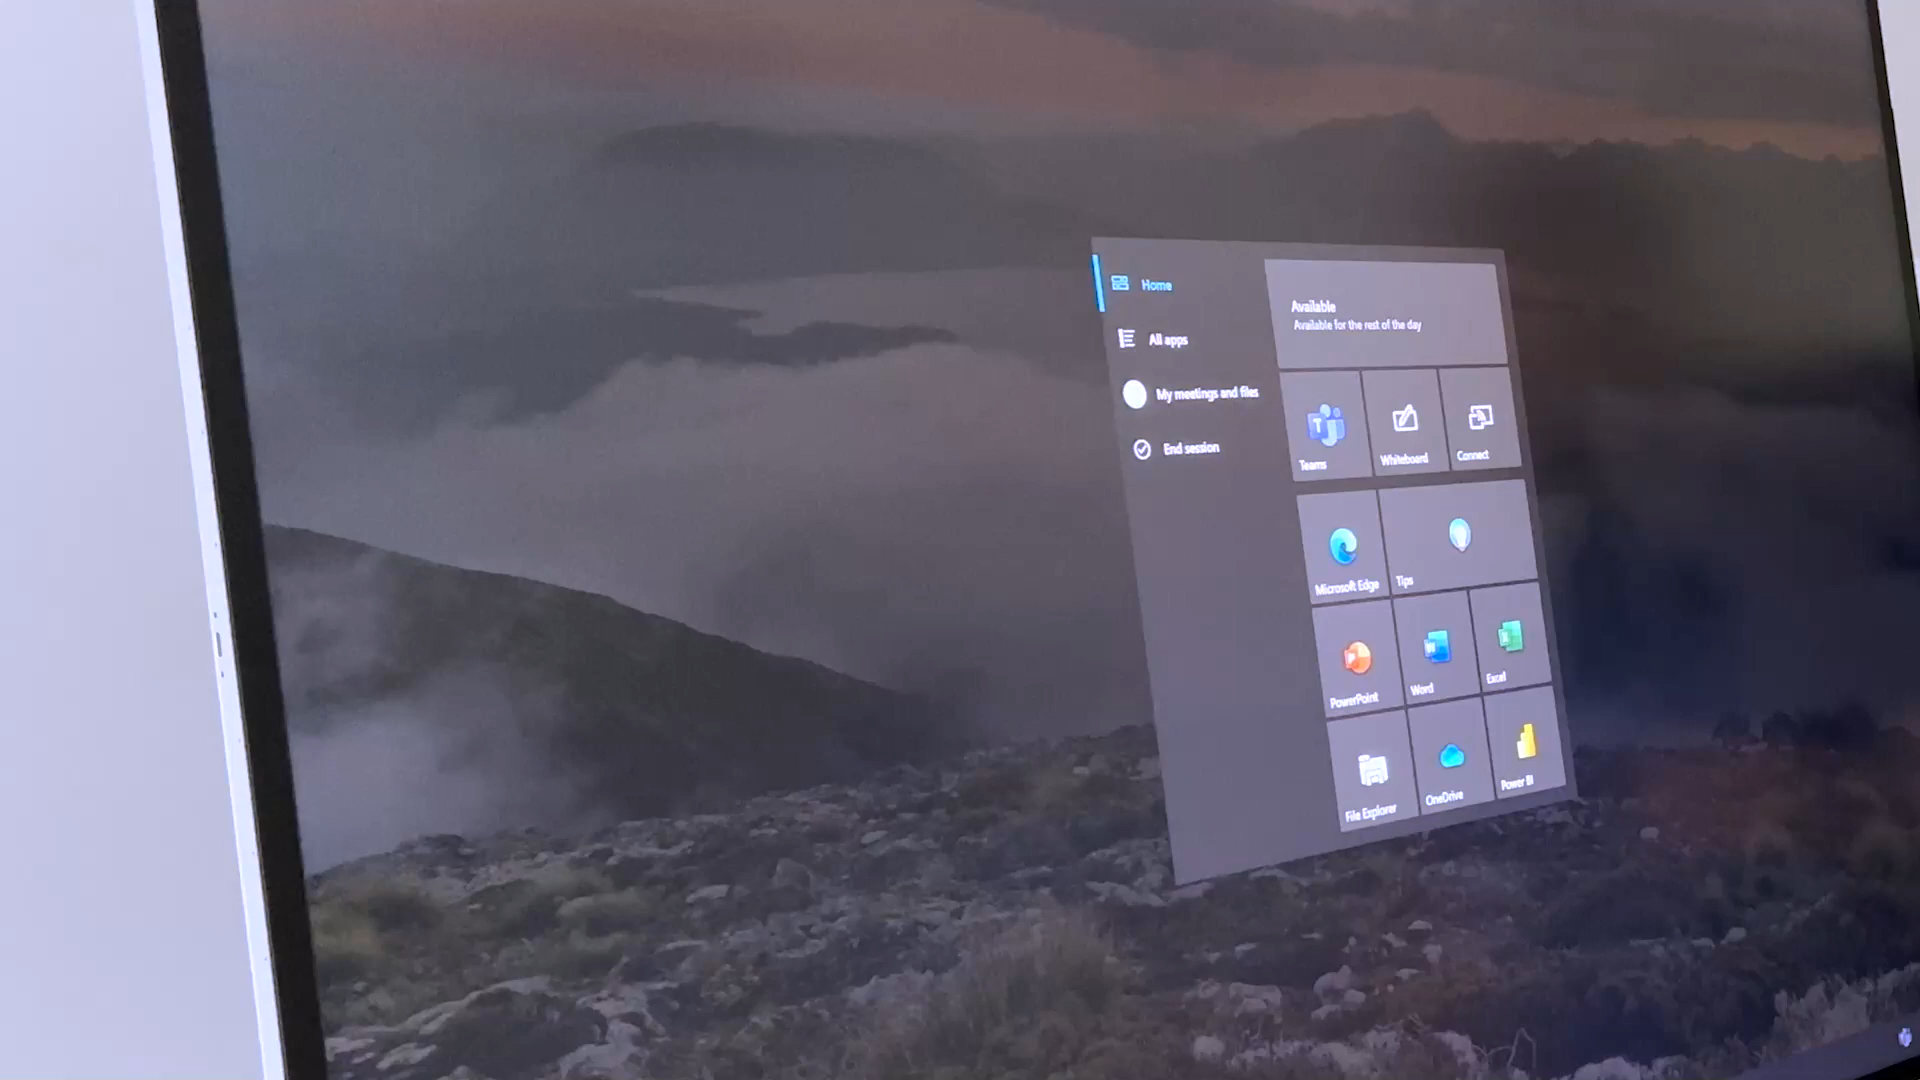 Home
All apps
My meetings and files
End session
Available
Available for the rest of the day
Teams
Whiteboard
Connect
Microsoft Edge
Tips
PowerPoint
Word
Excel
File Explorer
OneDrive
Power BI